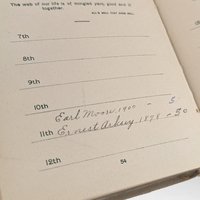 The web of our life is of mingled yarn, good and ill together.
7th
8th
9th
10th
Earl Moore 1900 - 5
11th Ernest 1878 - 50
12th
54